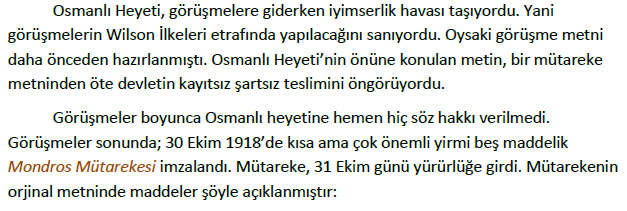 Osmanlı Heyeti, görüşmelere giderken iyimserlik havası taşıyordu. Yani
görüşmelerin Wilson İlkeleri etrafında yapılacağını sanıyordu. Oysaki görüşme metni
daha önceden hazırlanmıştı. Osmanlı Heyeti’nin önüne konulan metin, bir mütareke
metninden öte devletin kayıtsız şartsız teslimini öngörüyordu.
Görüşmeler boyunca Osmanlı heyetine hemen hiç söz hakkı verilmedi.
Görüşmeler sonunda; 30 Ekim 1918’de kısa ama çok önemli yirmi beş maddelik
Mondros Mütarekesi imzalandı. Mütareke, 31 Ekim günü yürürlüğe girdi. Mütarekenin
orjinal metninde maddeler şöyle açıklanmıştır: